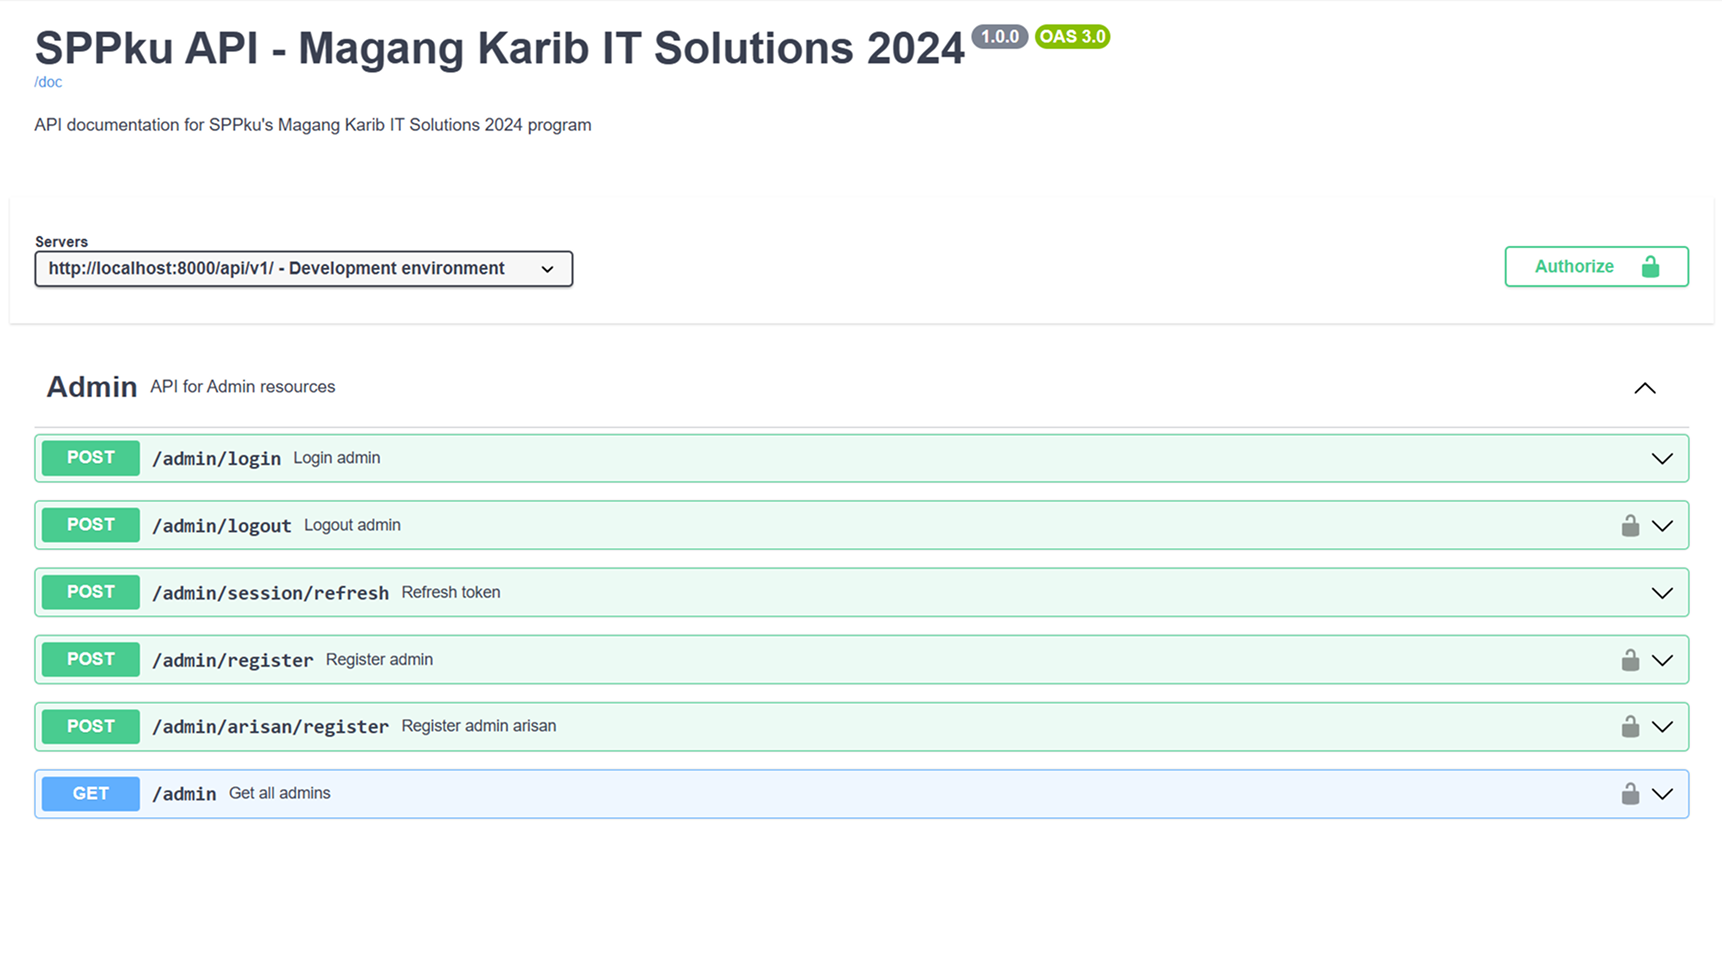 SPPku API - Magang Karib IT Solutions 2024 1.0.0 OAS 3.0
/doc
API documentation for SPPku's Magang Karib IT Solutions 2024 program
Servers
http://localhost:8000/api/v1/ - Development environment
Authorize
Admin API for Admin resources
POST /admin/login Login admin
POST /admin/logout Logout admin
POST /admin/session/refresh Refresh token
POST /admin/register Register admin
POST /admin/arisan/register Register admin arisan
GET /admin Get all admins